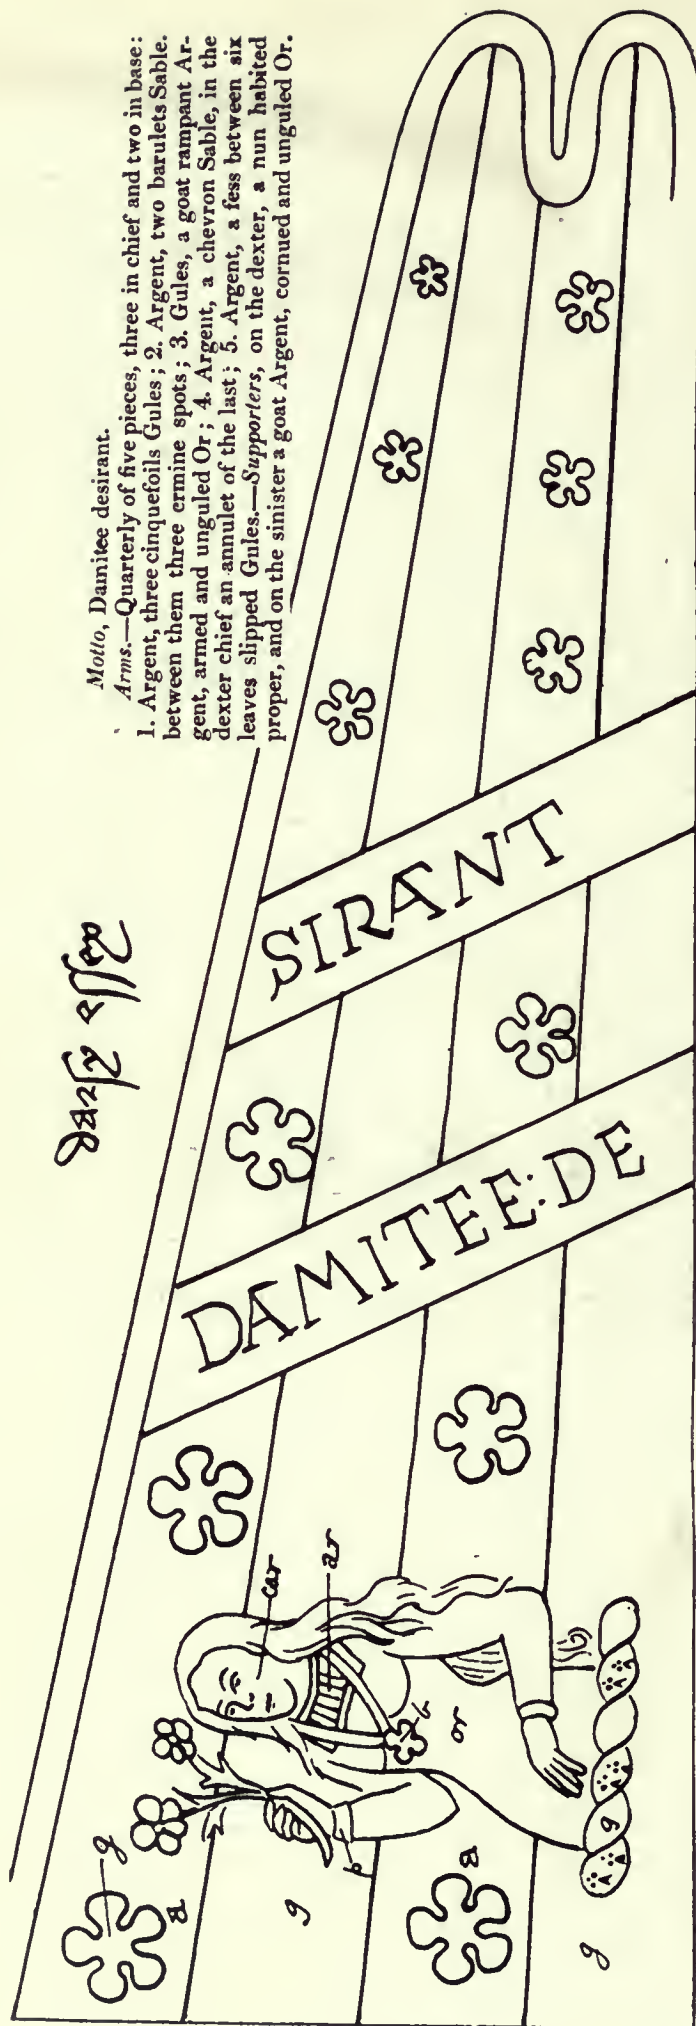 Motto, Damitee desirant.
Arms.—Quarterly of five pieces, three in chief and two in base:
1. Argent, three cinquefoils Gules; 2. Argent, two barulets Sable.
between them three ermine spots; 3. Gules, a goat rampant Ar-
gent, armed and unguled Or; 4. Argent, a chevron Sable, in the
dexter chief an annulet of the last; 5. Argent, a fess between six
leaves slipped Gules.—Supporters, on the dexter, a nun habited
proper, and on the sinister a goat Argent, cornued and unguled Or.
DAMITEE:DE
SIRANT
g
a
g
a
g
car
ar
or
g